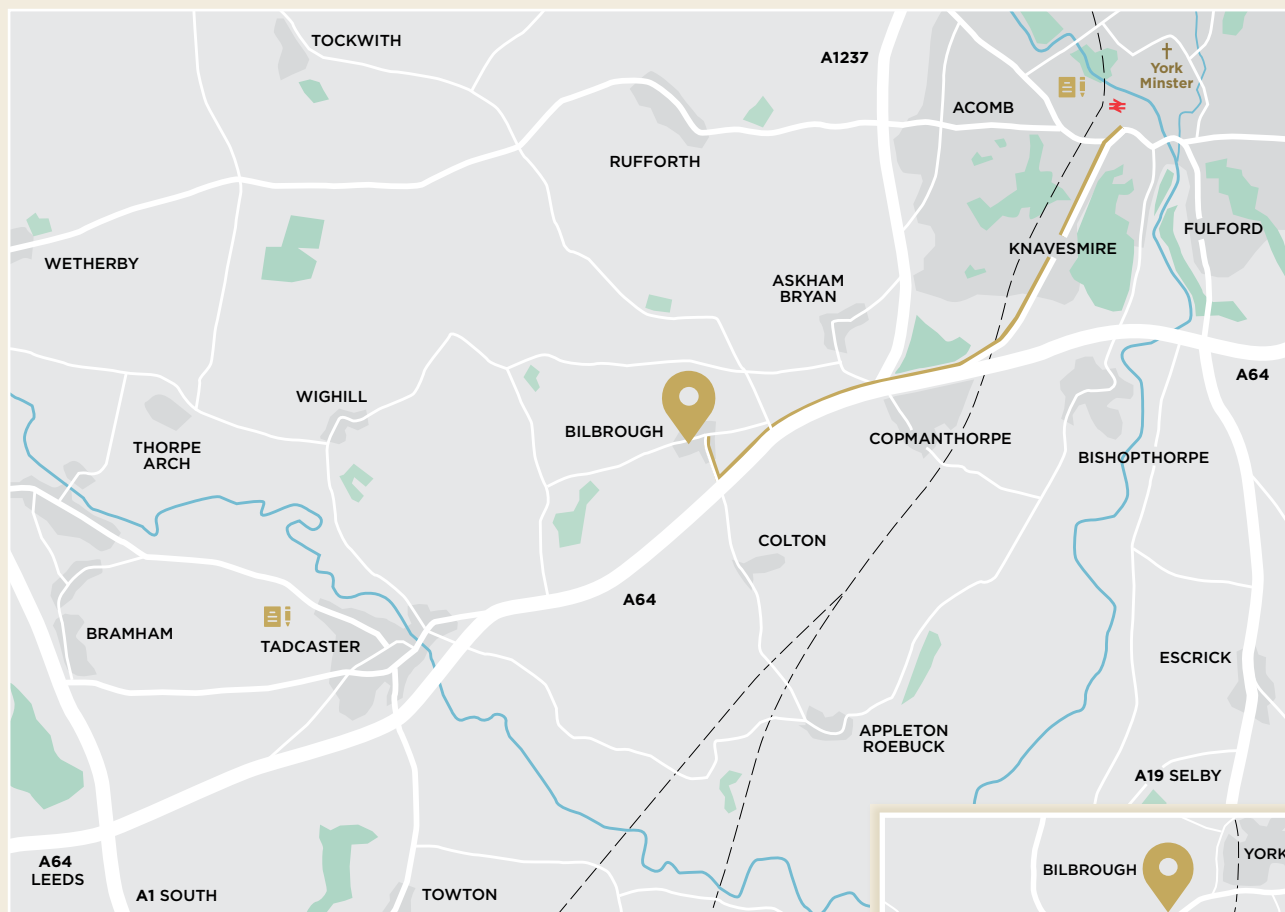 TOCKWITH
A1237
York
Minster
ACOMB
RUFFORTH
FULFORD
KNAVESMIRE
WETHERBY
ASKHAM
BRYAN
A64
WIGHILL
BILBROUGH
COPMANTHORPE
THORPE
ARCH
BISHOPTHORPE
COLTON
A64
BRAMHAM
TADCASTER
ESCRICK
APPLETON
ROEBUCK
A19 SELBY
A64
LEEDS
A1 SOUTH
TOWTON
BILBROUGH
YORK